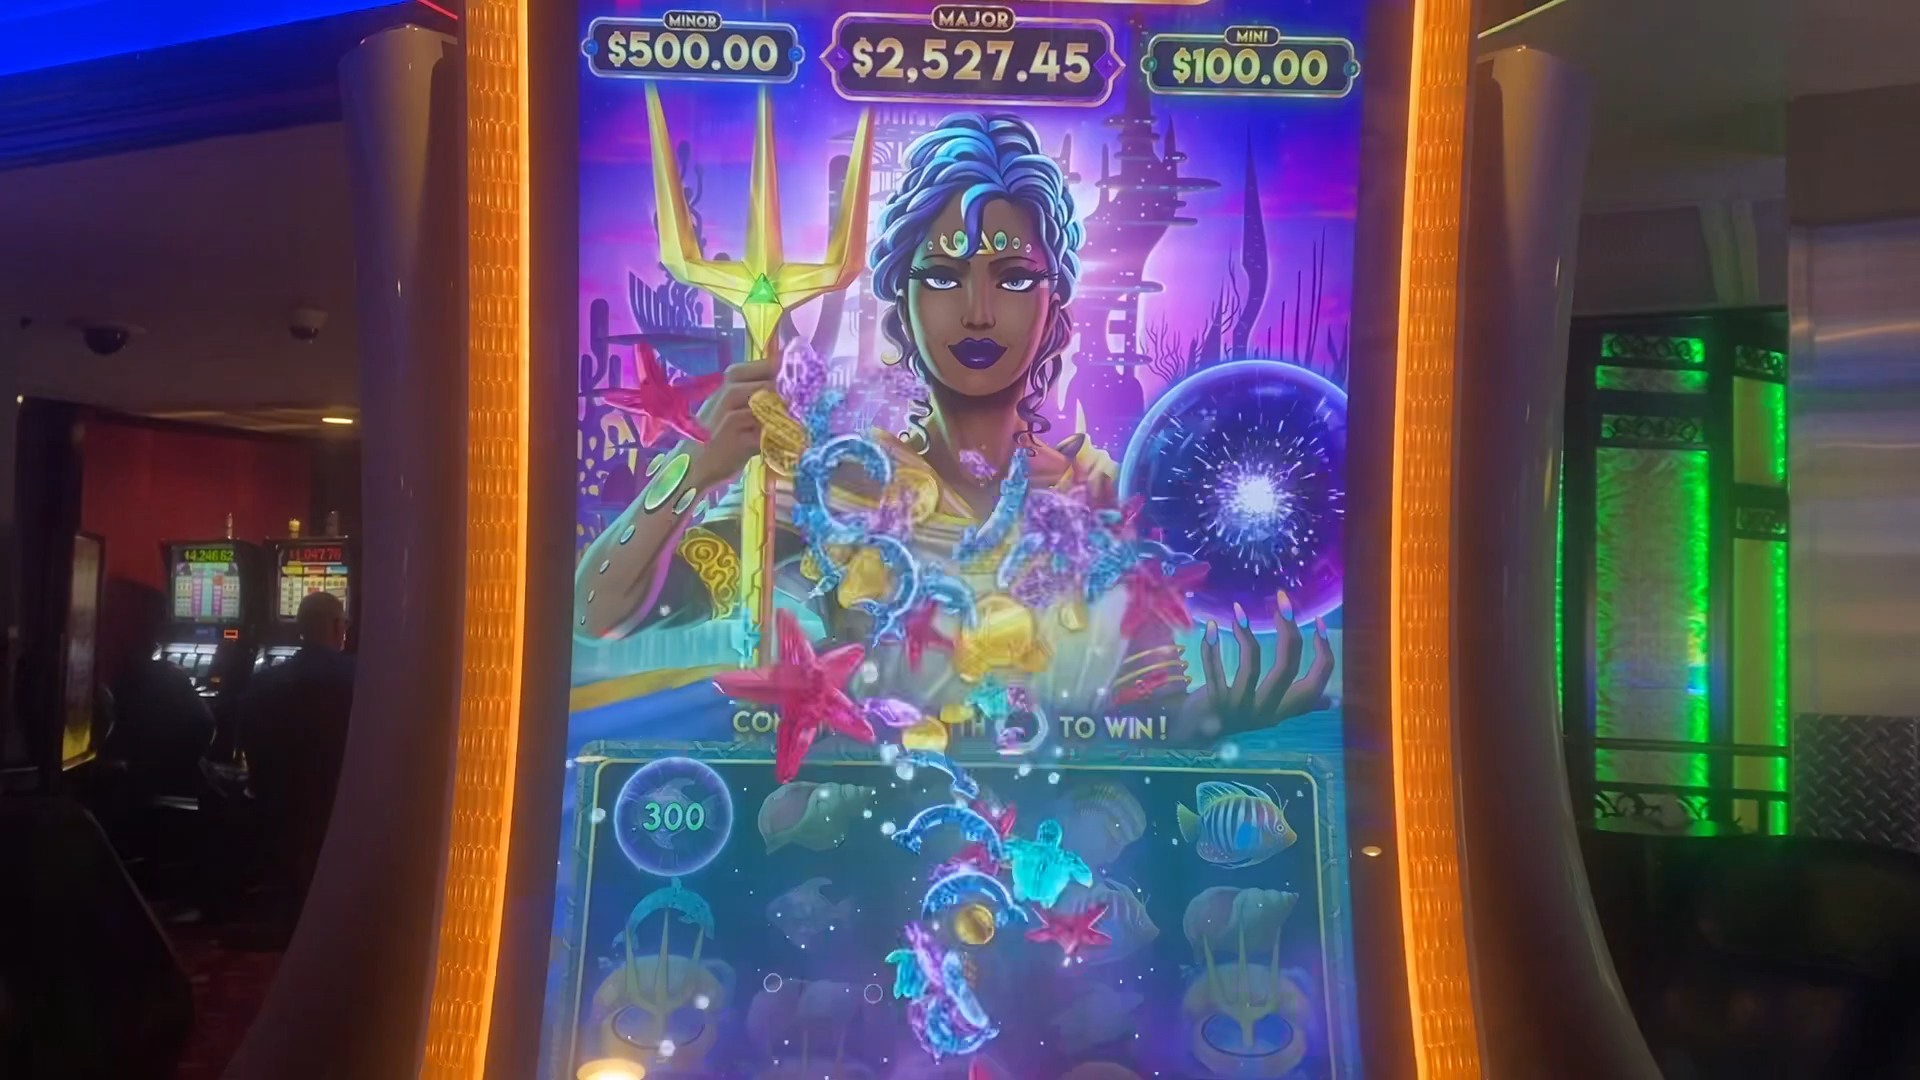 MINOR
$500.00
MAJOR
$2,527.45
MINI
$100.00
TO WIN!
300